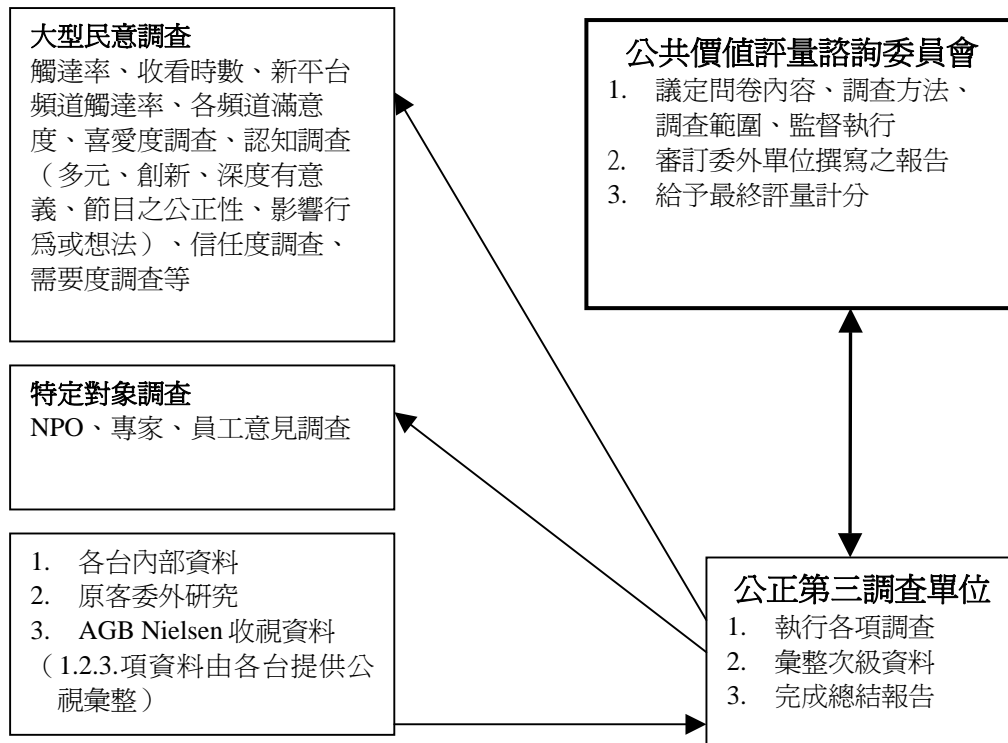 大型民意調查
觸達率、收看時數、新平台
頻道觸達率、各頻道滿意
度、喜愛度調查、認知調查
（多元、創新、深度有意
義、節目之公正性、影響行
為或想法）、信任度調查、
需要度調查等
公共價值評量諮詢委員會
1. 議定問卷內容、調查方法、
調查範圍、監督執行
2. 審訂委外單位撰寫之報告
3. 給予最終評量計分
特定對象調查
NPO、專家、員工意見調查
1. 各台內部資料
2. 原客委外研究
3. AGB Nielsen 收視資料
（1.2.3.項資料由各台提供公
視彙整）
公正第三調查單位
1. 執行各項調查
2. 彙整次級資料
3. 完成總結報告